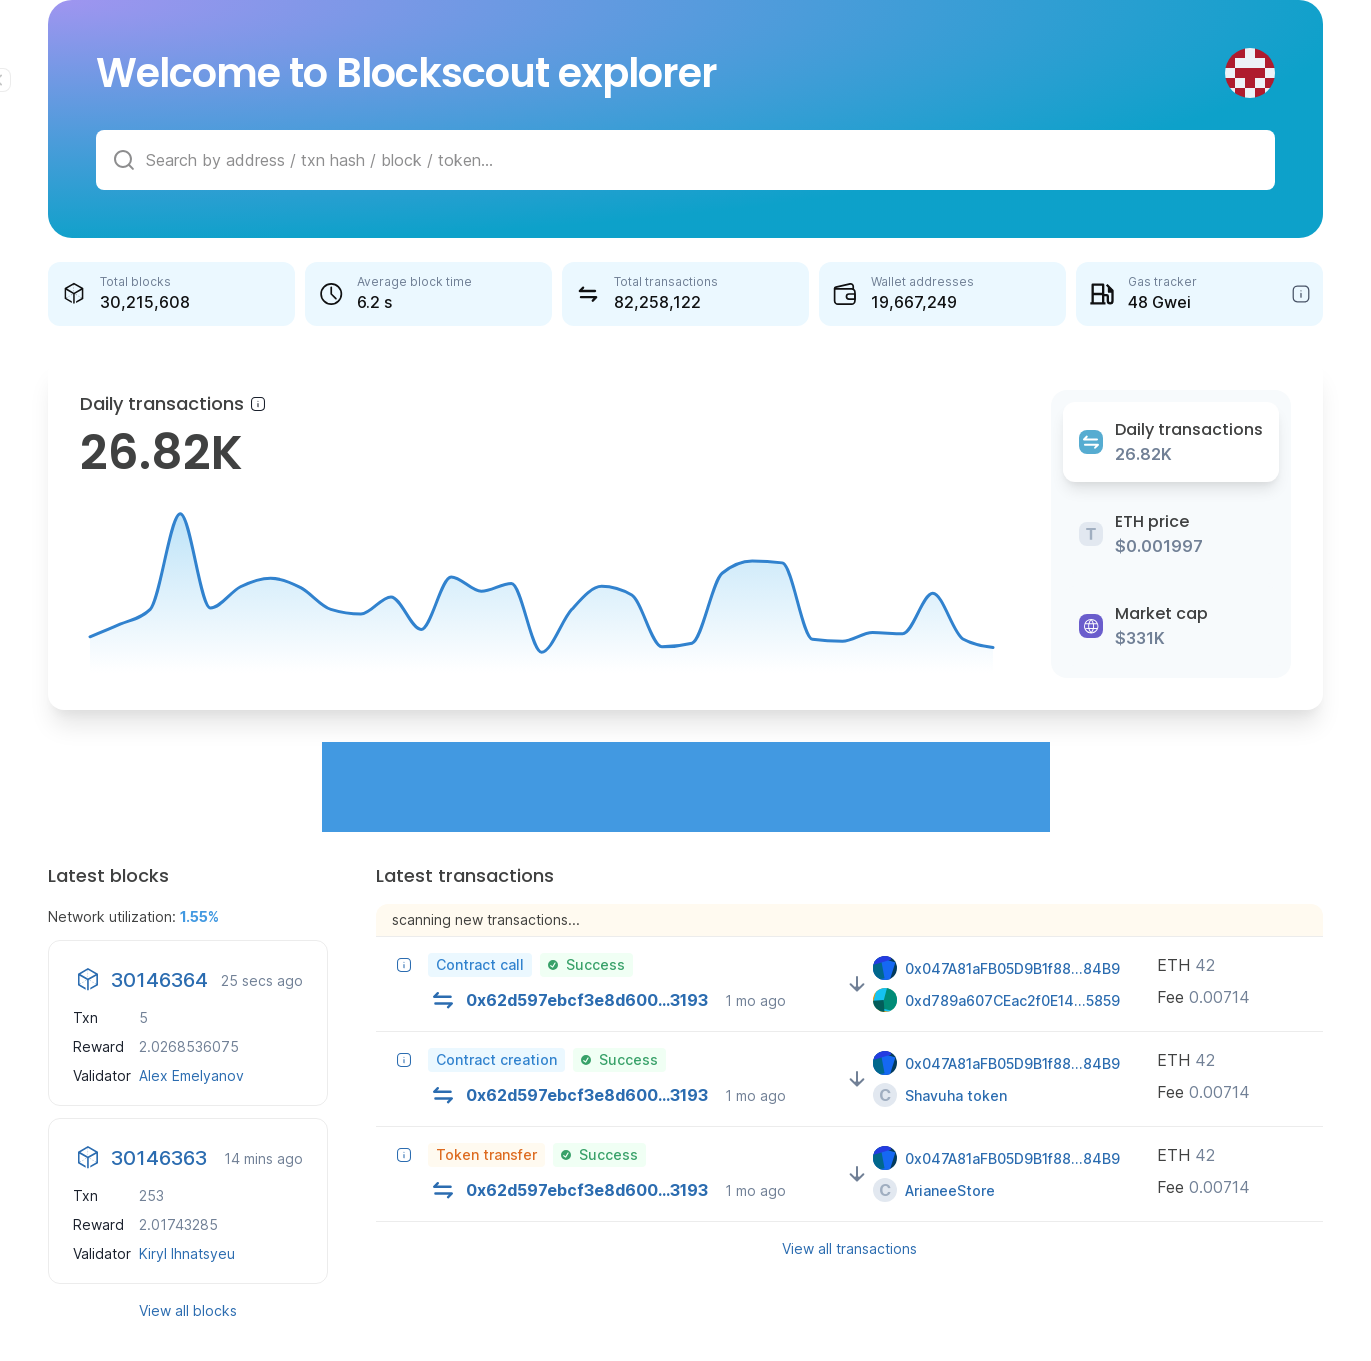 Welcome to Blockscout explorer
Search by address / txn hash / block / token...
Total blocks
30,215,608
Average block time
6.2 s
Total transactions
82,258,122
Wallet addresses
19,667,249
Gas tracker
48 Gwei
Daily transactions
26.82K
Daily transactions
26.82K
T
ETH price
$0.001997
Market cap
$331K
Latest blocks
Network utilization: 1.55%
30146364 25 secs ago
Txn 5
Reward 2.0268536075
Validator Alex Emelyanov
30146363 14 mins ago
Txn 253
Reward 2.01743285
Validator Kiryl Ihnatsyeu
View all blocks
Latest transactions
scanning new transactions...
Contract call Success
0x62d597ebcf3e8d600...3193 1 mo ago
0x047A81aFB05D9B1f88...84B9
0xd789a607CEac2f0E14...5859
ETH 42
Fee 0.00714
Contract creation Success
0x62d597ebcf3e8d600...3193 1 mo ago
0x047A81aFB05D9B1f88...84B9
C Shavuha token
ETH 42
Fee 0.00714
Token transfer Success
0x62d597ebcf3e8d600...3193 1 mo ago
0x047A81aFB05D9B1f88...84B9
C ArianeeStore
ETH 42
Fee 0.00714
View all transactions